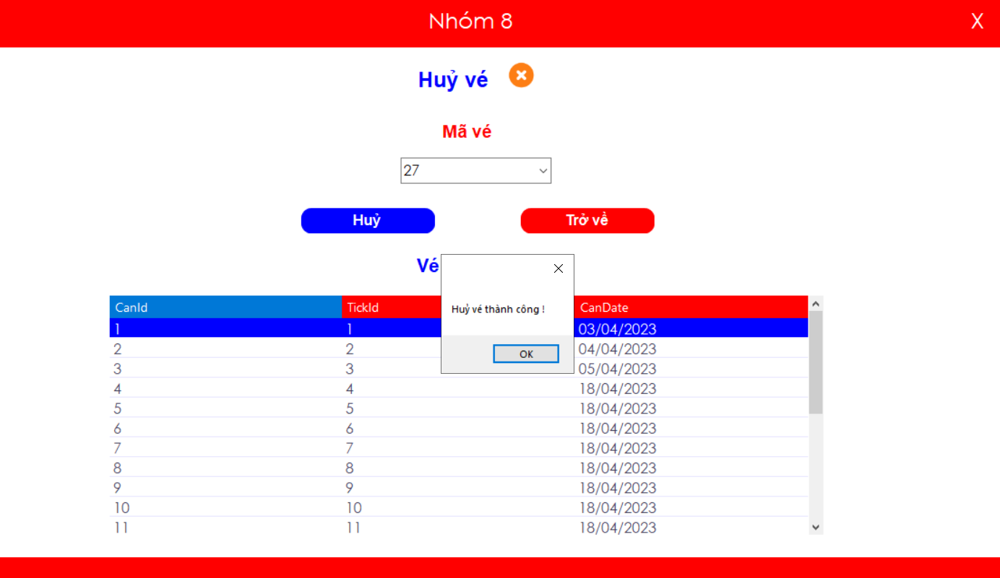 Nhóm 8 X
Huỷ vé
Mã vé
27
Huỷ Trở về
Vé
Huỷ vé thành công !
OK
CanId TickId CanDate
1 1 03/04/2023
2 2 04/04/2023
3 3 05/04/2023
4 4 18/04/2023
5 5 18/04/2023
6 6 18/04/2023
7 7 18/04/2023
8 8 18/04/2023
9 9 18/04/2023
10 10 18/04/2023
11 11 18/04/2023